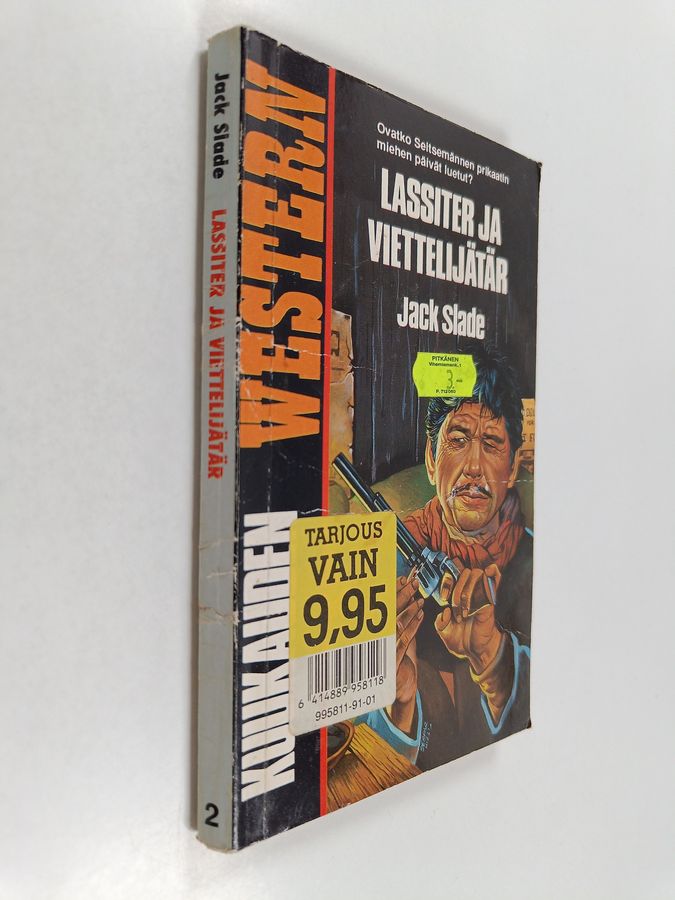 Jack Slade
LASSITER JA VIETTELIJÄTÄR
2
KUUKAUDEN WESTERN
Ovatko Seitsemännen prikaatin
miehen päivät luetut?
LASSITER JA
VIETTELIJÄTÄR
Jack Slade
PITKÄNEN
3
TARJOUS
VAIN
9,95
6 414889 958118
995811-91-01